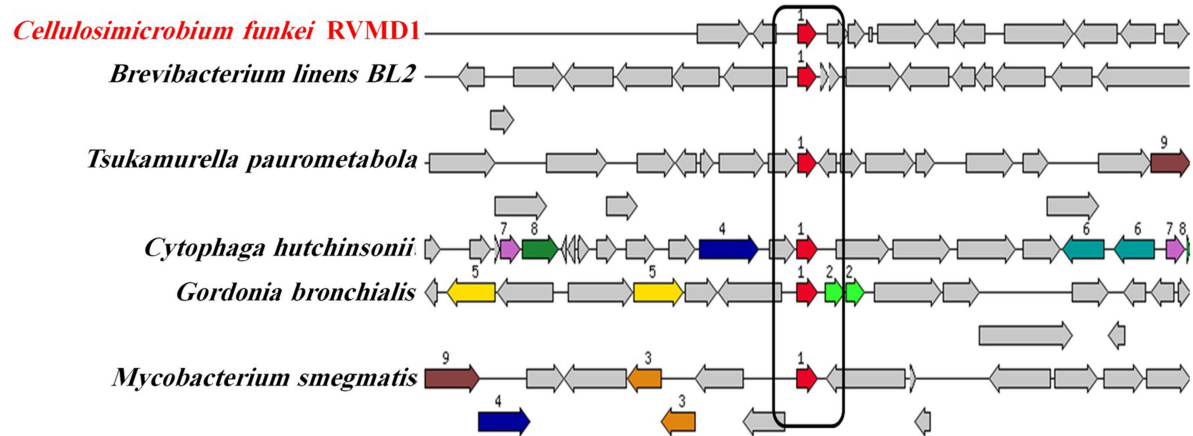 1
Cellulosimicrobium funkei RVMD1
1
Brevibacterium linens BL2
1 9
Tsukamurella paurometabola
7 8 4 1 6 6 7 8
Cytophaga hutchinsonii
5 5 1 2 2
Gordonia bronchialis
9 3 1
Mycobacterium smegmatis
4 3